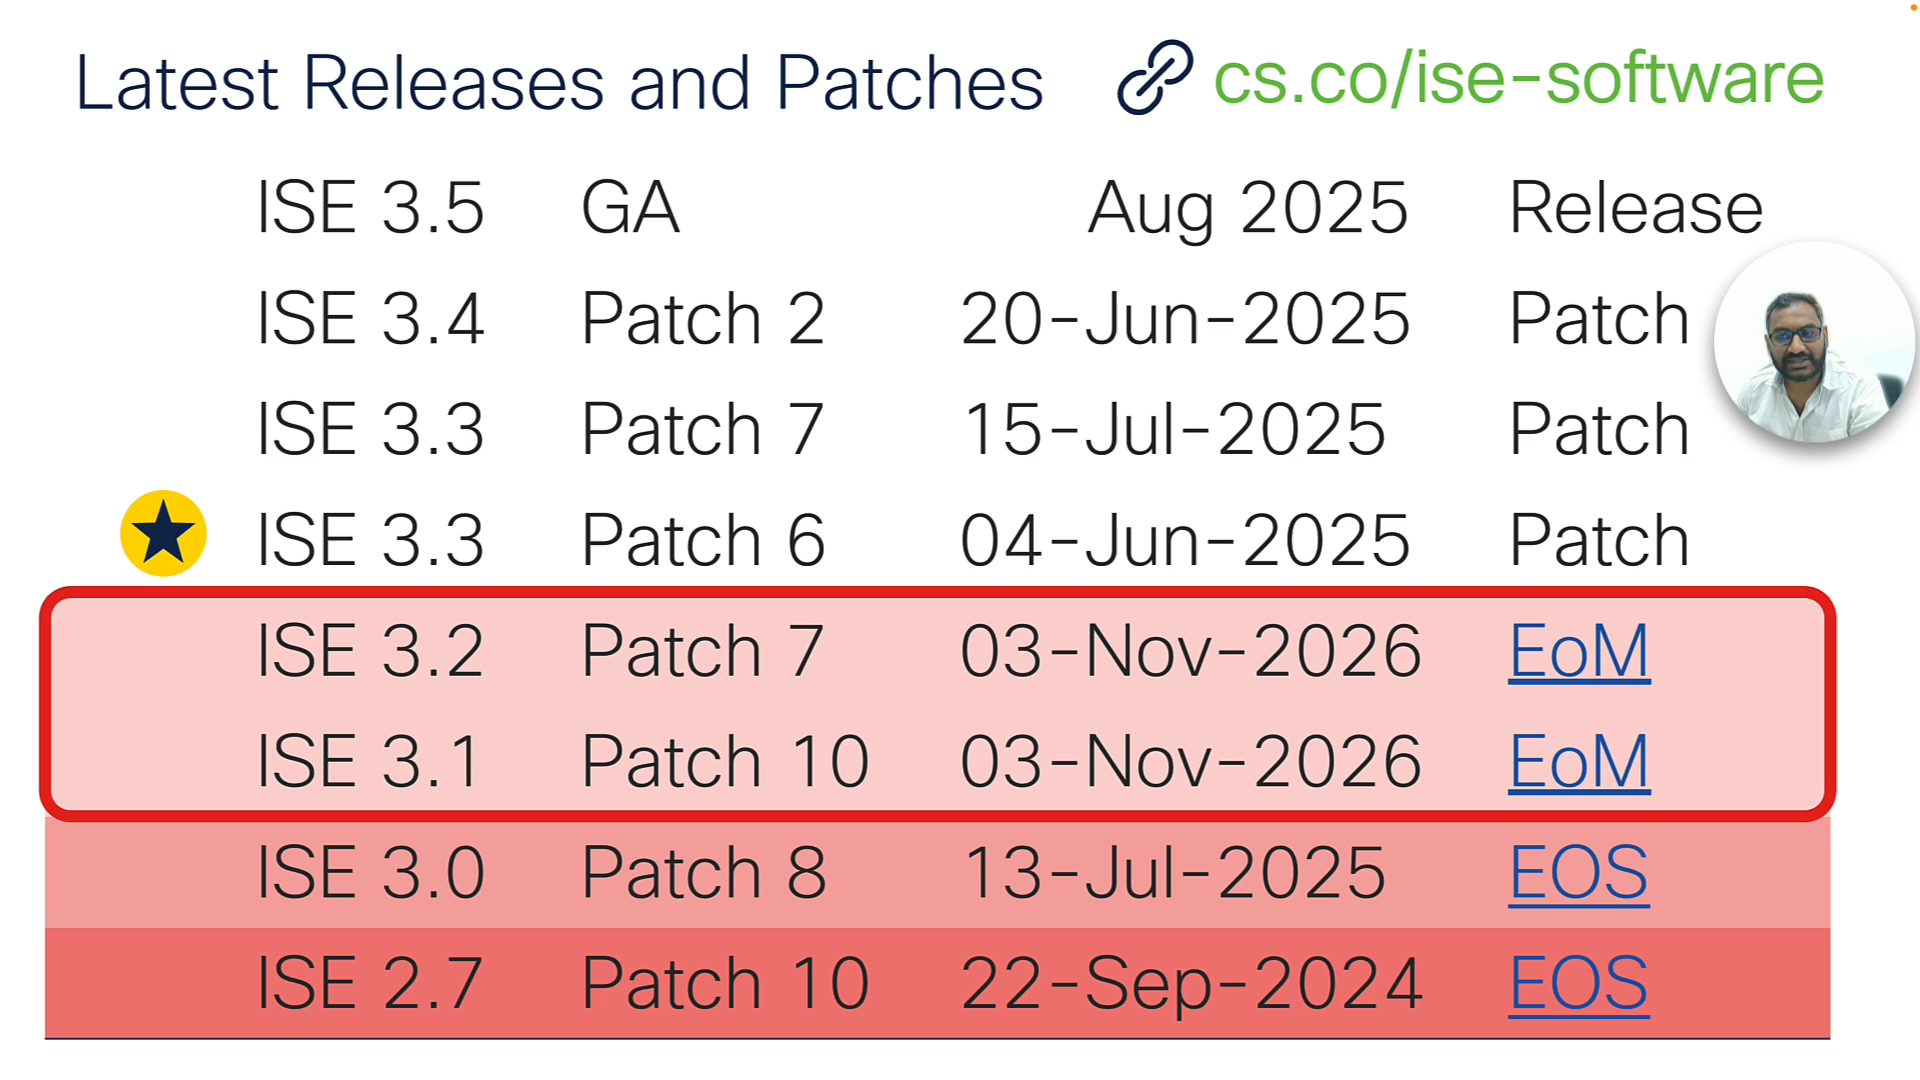 Latest Releases and Patches cs.co/ise-software
ISE 3.5 GA Aug 2025 Release
ISE 3.4 Patch 2 20-Jun-2025 Patch
ISE 3.3 Patch 7 15-Jul-2025 Patch
ISE 3.3 Patch 6 04-Jun-2025 Patch
ISE 3.2 Patch 7 03-Nov-2026 EoM
ISE 3.1 Patch 10 03-Nov-2026 EoM
ISE 3.0 Patch 8 13-Jul-2025 EOS
ISE 2.7 Patch 10 22-Sep-2024 EOS